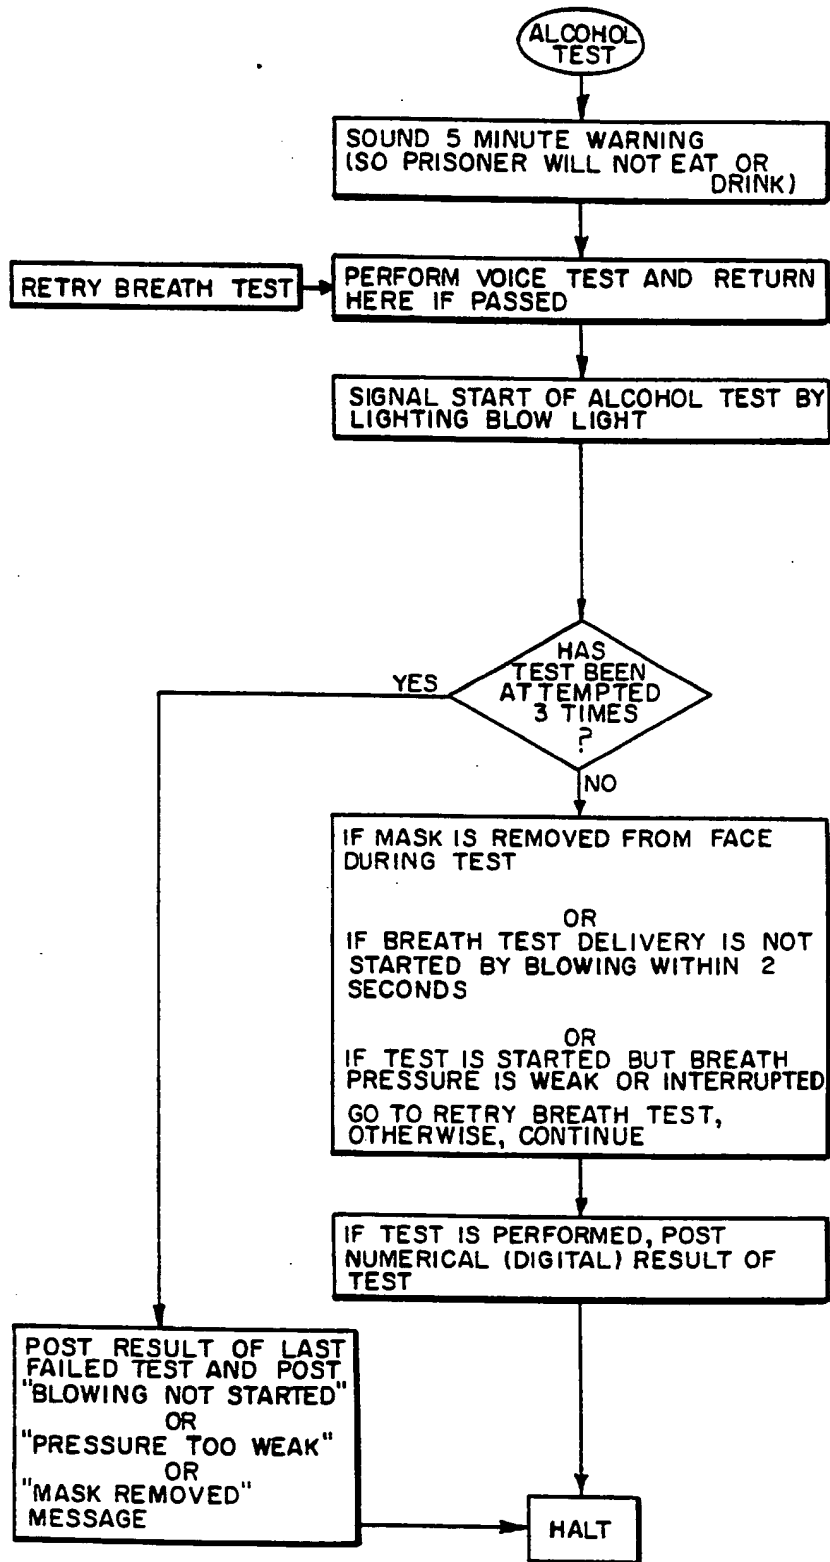 ALCOHOL
TEST
SOUND 5 MINUTE WARNING
(SO PRISONER WILL NOT EAT OR
DRINK)
RETRY BREATH TEST
PERFORM VOICE TEST AND RETURN
HERE IF PASSED
SIGNAL START OF ALCOHOL TEST BY
LIGHTING BLOW LIGHT
HAS
TEST BEEN
ATTEMPTED
3 TIMES
?
YES
NO
IF MASK IS REMOVED FROM FACE
DURING TEST
OR
IF BREATH TEST DELIVERY IS NOT
STARTED BY BLOWING WITHIN 2
SECONDS
OR
IF TEST IS STARTED BUT BREATH
PRESSURE IS WEAK OR INTERRUPTED
GO TO RETRY BREATH TEST,
OTHERWISE, CONTINUE
IF TEST IS PERFORMED, POST
NUMERICAL (DIGITAL) RESULT OF
TEST
POST RESULT OF LAST
FAILED TEST AND POST
"BLOWING NOT STARTED"
OR
"PRESSURE TOO WEAK"
OR
"MASK REMOVED"
MESSAGE
HALT